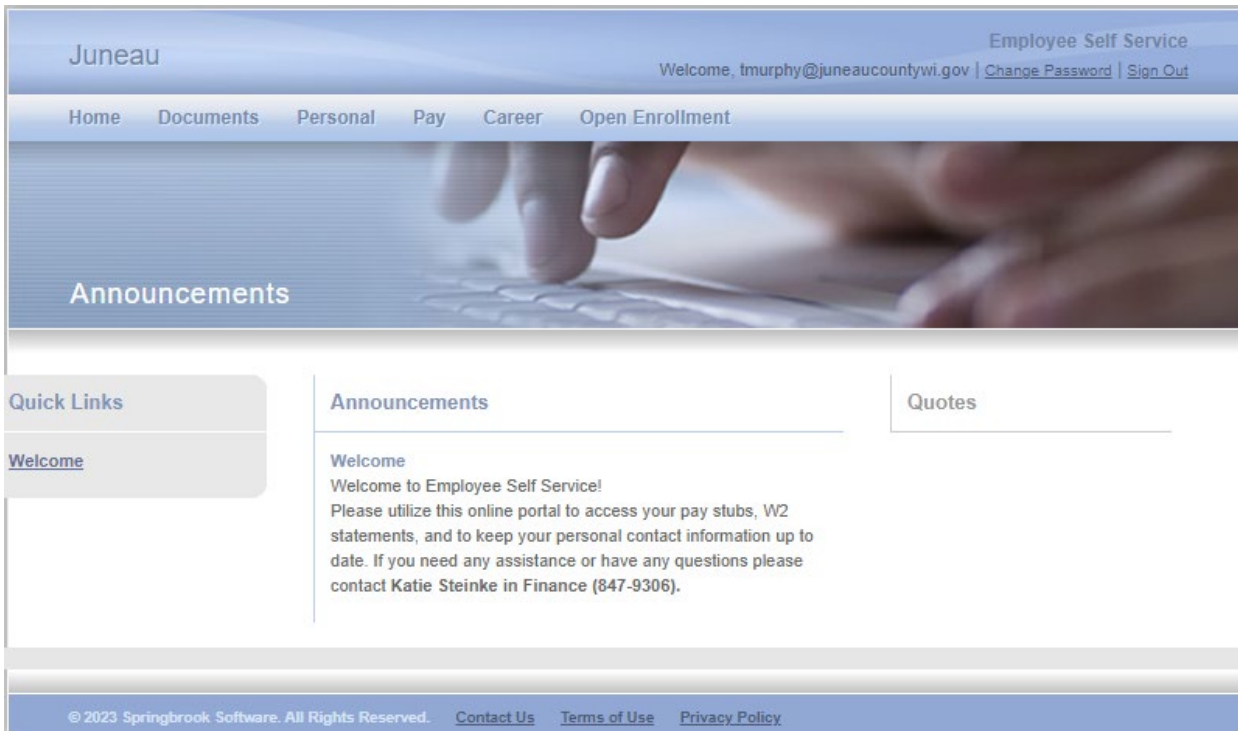 Juneau
Employee Self Service
Welcome, tmurphy@juneaucountywi.gov | Change Password | Sign Out
Home Documents Personal Pay Career Open Enrollment
Announcements
Quick Links
Welcome
Announcements
Welcome
Welcome to Employee Self Service!
Please utilize this online portal to access your pay stubs, W2
statements, and to keep your personal contact information up to
date. If you need any assistance or have any questions please
contact Katie Steinke in Finance (847-9306).
Quotes
© 2023 Springbrook Software. All Rights Reserved. Contact Us Terms of Use Privacy Policy